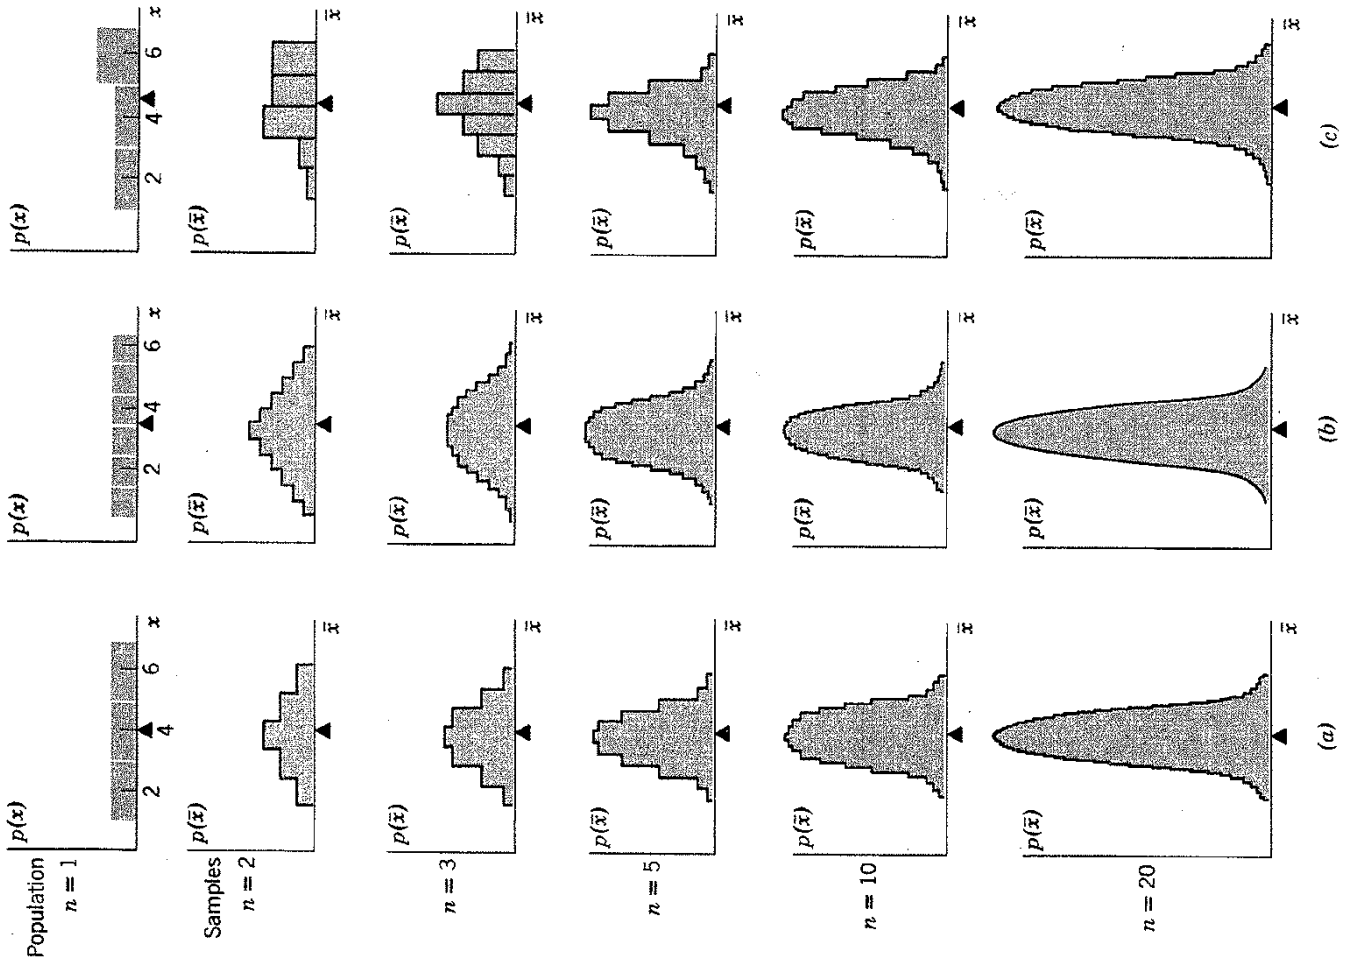 Population p(x) p(x) p(x)
n = 1
2 4 6 x 2 4 6 x 2 4 6 x
Samples p(x̄) p(x̄) p(x̄)
n = 2
x̄ x̄ x̄
p(x̄) p(x̄) p(x̄)
n = 3
x̄ x̄ x̄
p(x̄) p(x̄) p(x̄)
n = 5
x̄ x̄ x̄
p(x̄) p(x̄) p(x̄)
n = 10
x̄ x̄ x̄
p(x̄) p(x̄) p(x̄)
n = 20
x̄ x̄ x̄
(a) (b) (c)